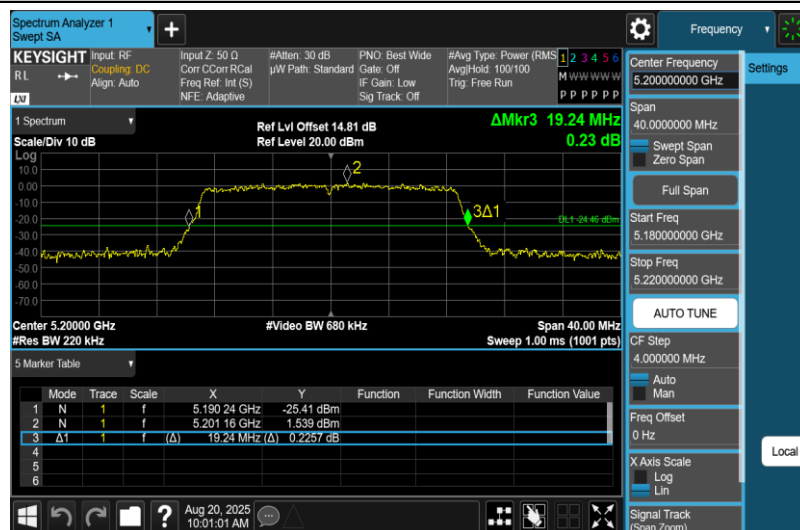 Spectrum Analyzer 1
Swept SA
+
Frequency
KEYSIGHT
Input: RF
Coupling: DC
Align: Auto
RL
LXI
Input Z: 50 Ω
Corr CCorr RCal
Freq Ref: Int (S)
NFE: Adaptive
#Atten: 30 dB
µW Path: Standard
PNO: Best Wide
Gate: Off
IF Gain: Low
Sig Track: Off
#Avg Type: Power (RMS
Avg|Hold: 100/100
Trig: Free Run
1 2 3 4 5 6
M W W W W W
P P P P P P
1 Spectrum
Scale/Div 10 dB
Ref Lvl Offset 14.81 dB
Ref Level 20.00 dBm
ΔMkr3 19.24 MHz
0.23 dB
Log
10.0
0.00
-10.0
-20.0
-30.0
-40.0
-50.0
-60.0
-70.0
1
2
3Δ1
DL1 -24.46 dBm
Center 5.20000 GHz
#Res BW 220 kHz
#Video BW 680 kHz
Span 40.00 MHz
Sweep 1.00 ms (1001 pts)
5 Marker Table
Mode Trace Scale X Y Function Function Width Function Value
1 N 1 f 5.190 24 GHz -25.41 dBm
2 N 1 f 5.201 16 GHz 1.539 dBm
3 Δ1 1 f (Δ) 19.24 MHz (Δ) 0.2257 dB
4
5
6
?
Aug 20, 2025
10:01:01 AM
Center Frequency
5.200000000 GHz
Span
40.0000000 MHz
Swept Span
Zero Span
Full Span
Start Freq
5.180000000 GHz
Stop Freq
5.220000000 GHz
AUTO TUNE
CF Step
4.000000 MHz
Auto
Man
Freq Offset
0 Hz
X Axis Scale
Log
Lin
Signal Track
(Span Zoom)
Settings
Local